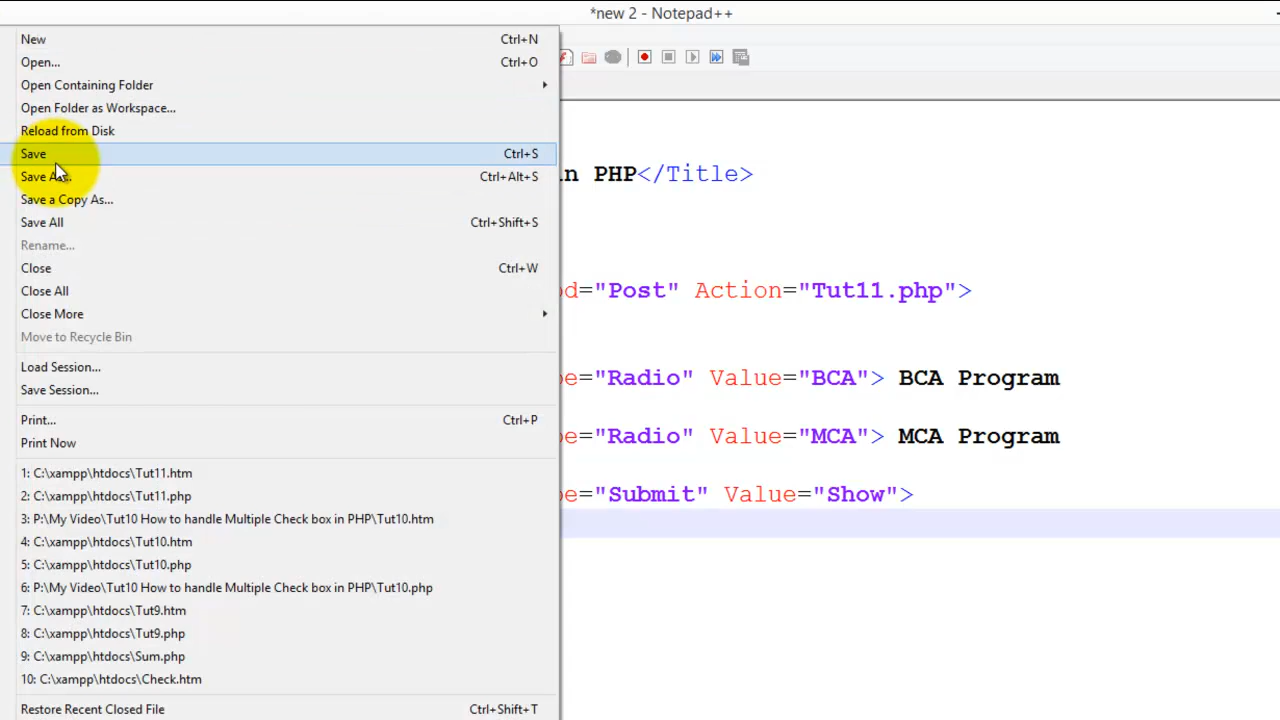 *new 2 - Notepad++
New Ctrl+N
Open... Ctrl+O
Open Containing Folder
Open Folder as Workspace...
Reload from Disk
Save Ctrl+S
in PHP</Title>
Save As... Ctrl+Alt+S
Save a Copy As...
Save All Ctrl+Shift+S
Rename...
Close Ctrl+W
Close All
od="Post" Action="Tut11.php">
Close More
Move to Recycle Bin
Load Session...
pe="Radio" Value="BCA"> BCA Program
Save Session...
Print... Ctrl+P
pe="Radio" Value="MCA"> MCA Program
Print Now
1: C:\xampp\htdocs\Tut11.htm
2: C:\xampp\htdocs\Tut11.php
pe="Submit" Value="Show">
3: P:\My Video\Tut10 How to handle Multiple Check box in PHP\Tut10.htm
4: C:\xampp\htdocs\Tut10.htm
5: C:\xampp\htdocs\Tut10.php
6: P:\My Video\Tut10 How to handle Multiple Check box in PHP\Tut10.php
7: C:\xampp\htdocs\Tut9.htm
8: C:\xampp\htdocs\Tut9.php
9: C:\xampp\htdocs\Sum.php
10: C:\xampp\htdocs\Check.htm
Restore Recent Closed File Ctrl+Shift+T